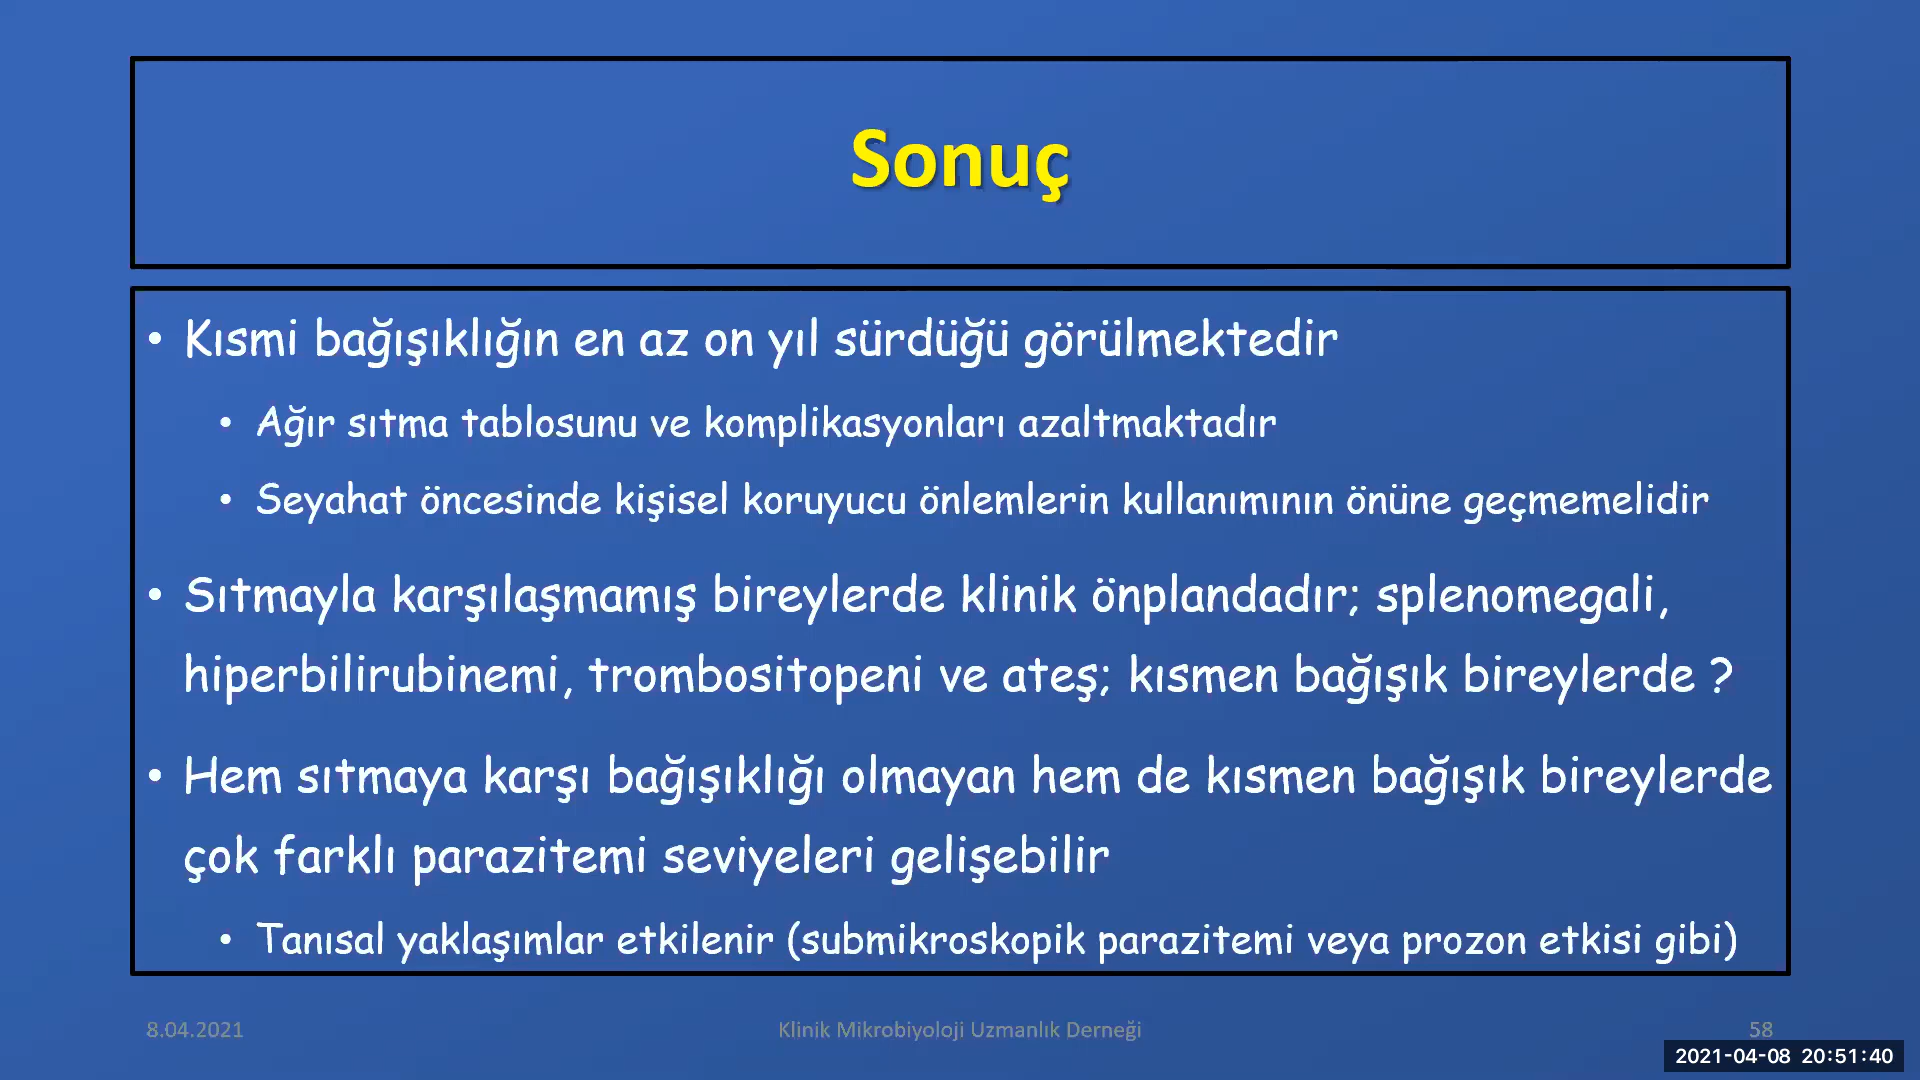 Sonuç
• Kısmi bağışıklığın en az on yıl sürdüğü görülmektedir
• Ağır sıtma tablosunu ve komplikasyonları azaltmaktadır
• Seyahat öncesinde kişisel koruyucu önlemlerin kullanımının önüne geçmemelidir
• Sıtmayla karşılaşmamış bireylerde klinik önplandadır; splenomegali,
hiperbilirubinemi, trombositopeni ve ateş; kısmen bağışık bireylerde ?
• Hem sıtmaya karşı bağışıklığı olmayan hem de kısmen bağışık bireylerde
çok farklı parazitemi seviyeleri gelişebilir
• Tanısal yaklaşımlar etkilenir (submikroskopik parazitemi veya prozon etkisi gibi)
8.04.2021
Klinik Mikrobiyoloji Uzmanlık Derneği
58
2021-04-08 20:51:40